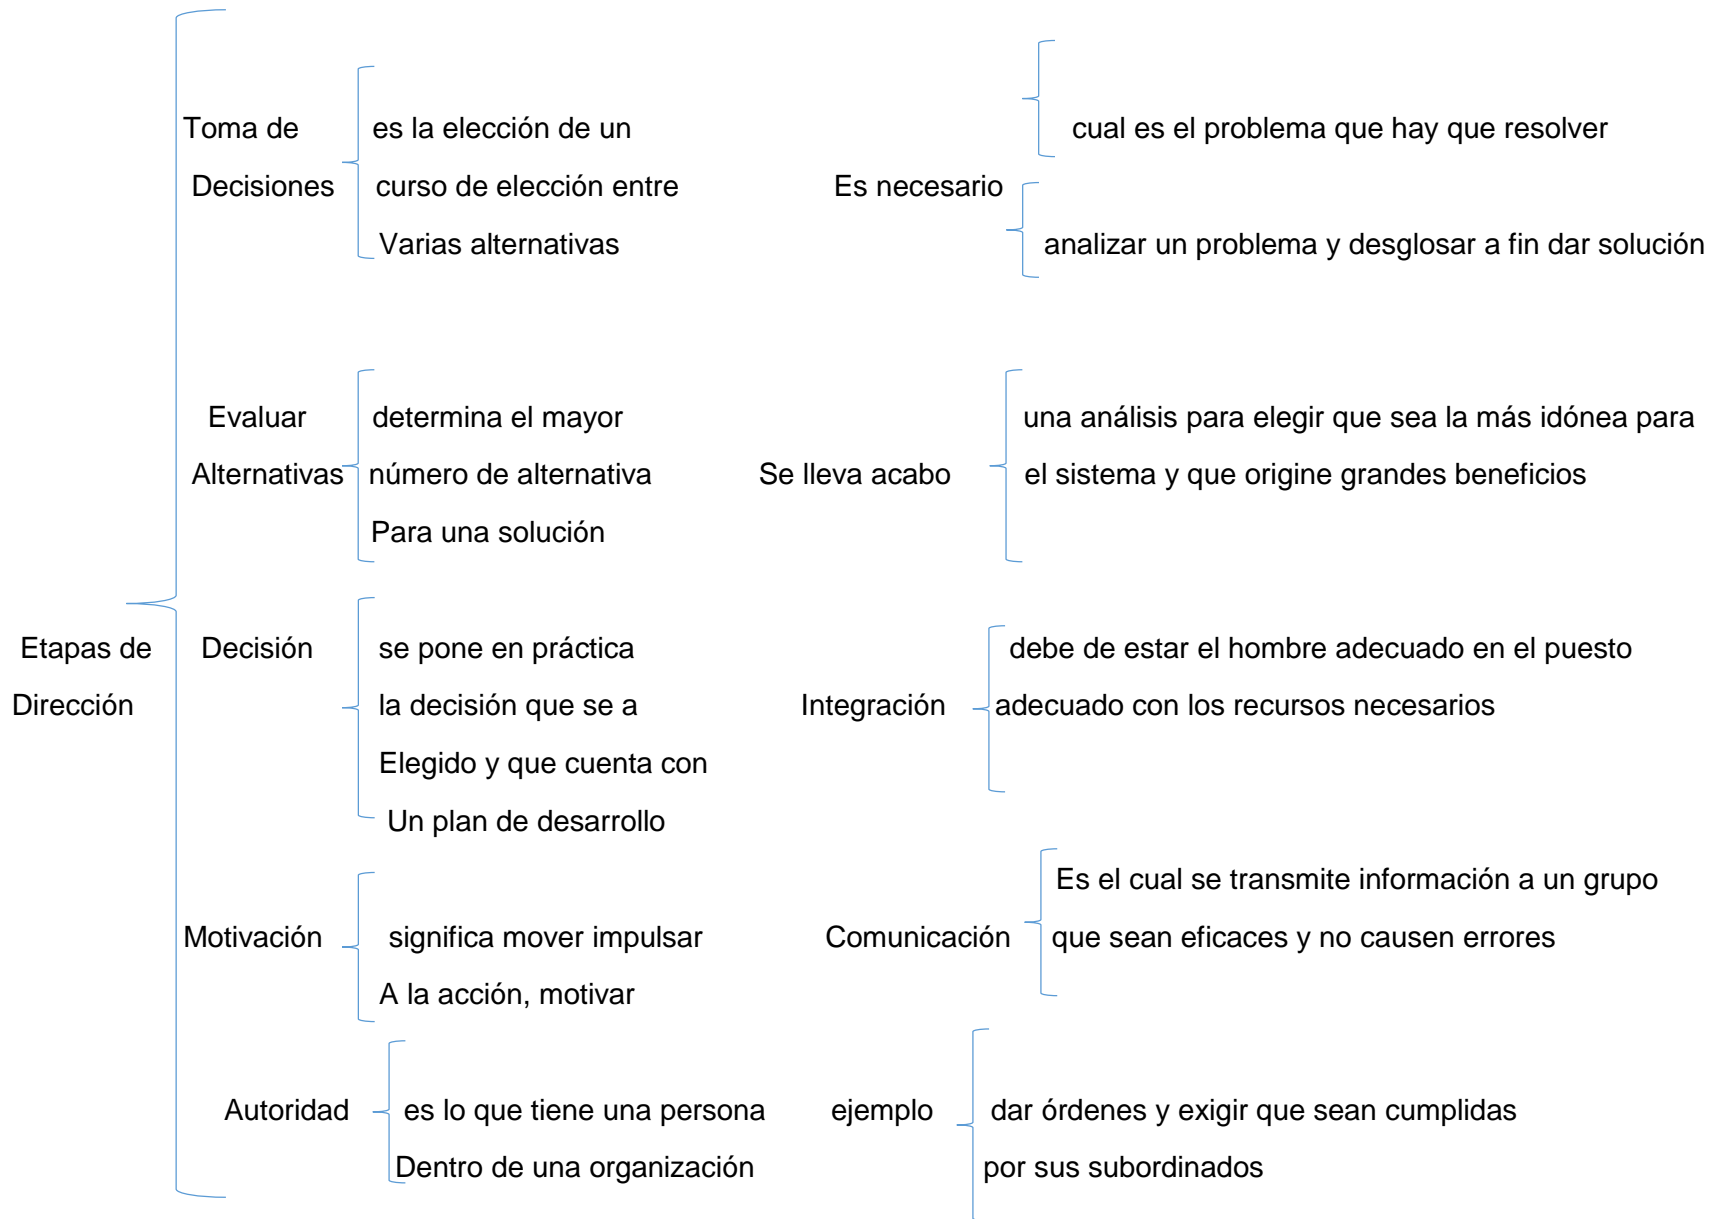 Toma de es la elección de un cual es el problema que hay que resolver
Decisiones curso de elección entre Es necesario
Varias alternativas analizar un problema y desglosar a fin dar solución
Evaluar determina el mayor una análisis para elegir que sea la más idónea para
Alternativas número de alternativa Se lleva acabo el sistema y que origine grandes beneficios
Para una solución
Etapas de Decisión se pone en práctica debe de estar el hombre adecuado en el puesto
Dirección la decisión que se a Integración adecuado con los recursos necesarios
Elegido y que cuenta con
Un plan de desarrollo
Es el cual se transmite información a un grupo
Motivación significa mover impulsar Comunicación que sean eficaces y no causen errores
A la acción, motivar
Autoridad es lo que tiene una persona ejemplo dar órdenes y exigir que sean cumplidas
Dentro de una organización por sus subordinados